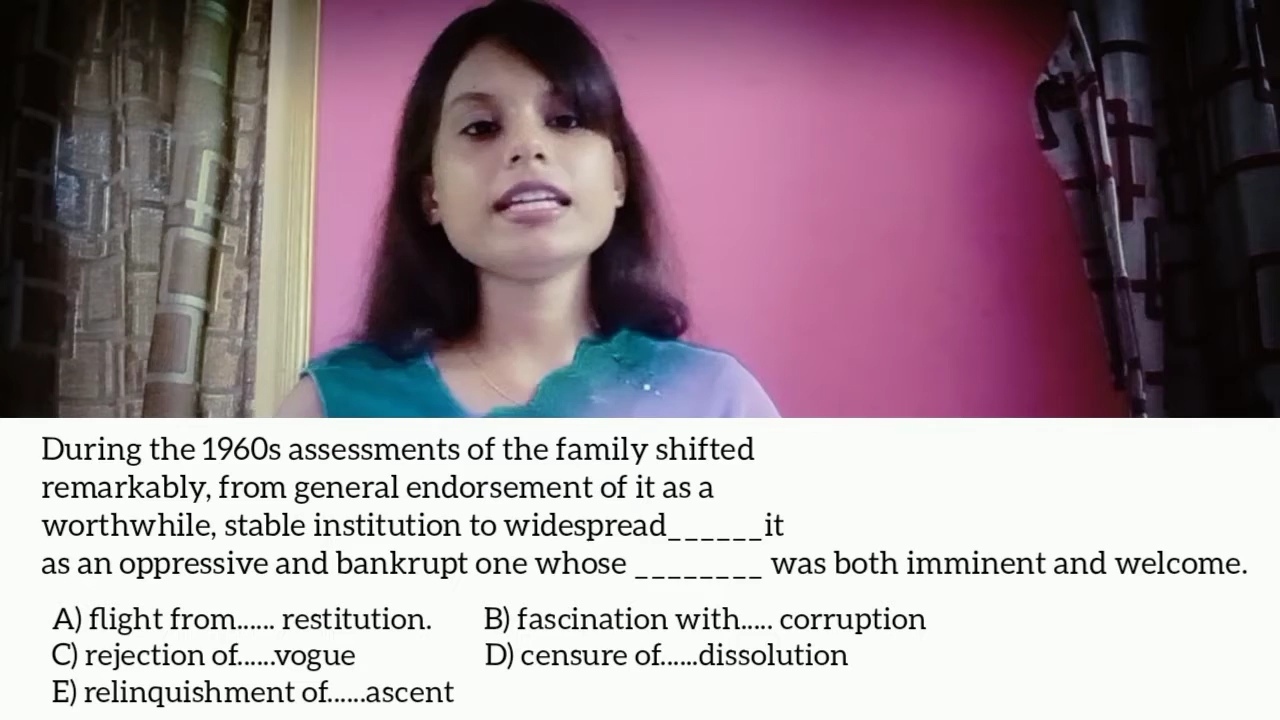 During the 1960s assessments of the family shifted
remarkably, from general endorsement of it as a
worthwhile, stable institution to widespread______it
as an oppressive and bankrupt one whose ________ was both imminent and welcome.
A) flight from...... restitution. B) fascination with..... corruption
C) rejection of......vogue D) censure of......dissolution
E) relinquishment of......ascent